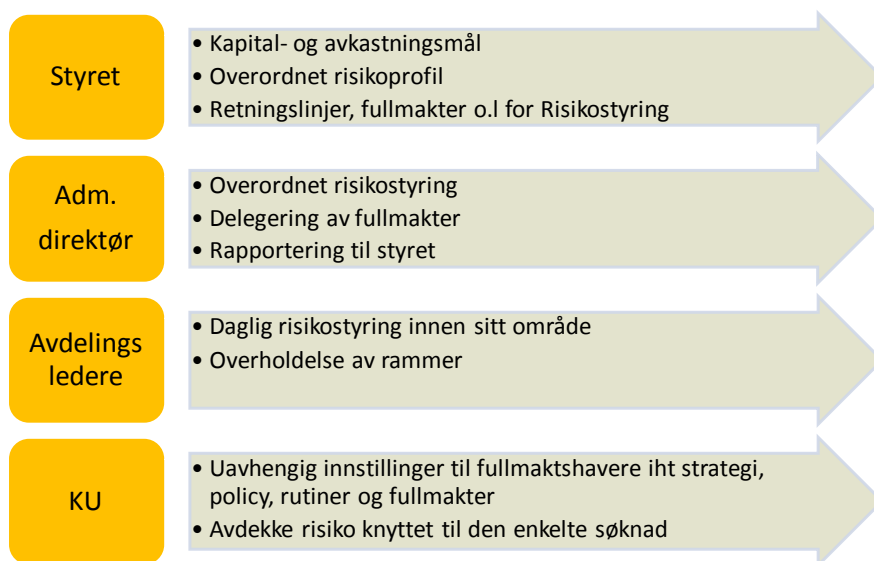 Styret
• Kapital- og avkastningsmål
• Overordnet risikoprofil
• Retningslinjer, fullmakter o.l for Risikostyring
Adm.
direktør
• Overordnet risikostyring
• Delegering av fullmakter
• Rapportering til styret
Avdelings
ledere
• Daglig risikostyring innen sitt område
• Overholdelse av rammer
KU
• Uavhengig innstillinger til fullmaktshavere iht strategi,
policy, rutiner og fullmakter
• Avdekke risiko knyttet til den enkelte søknad